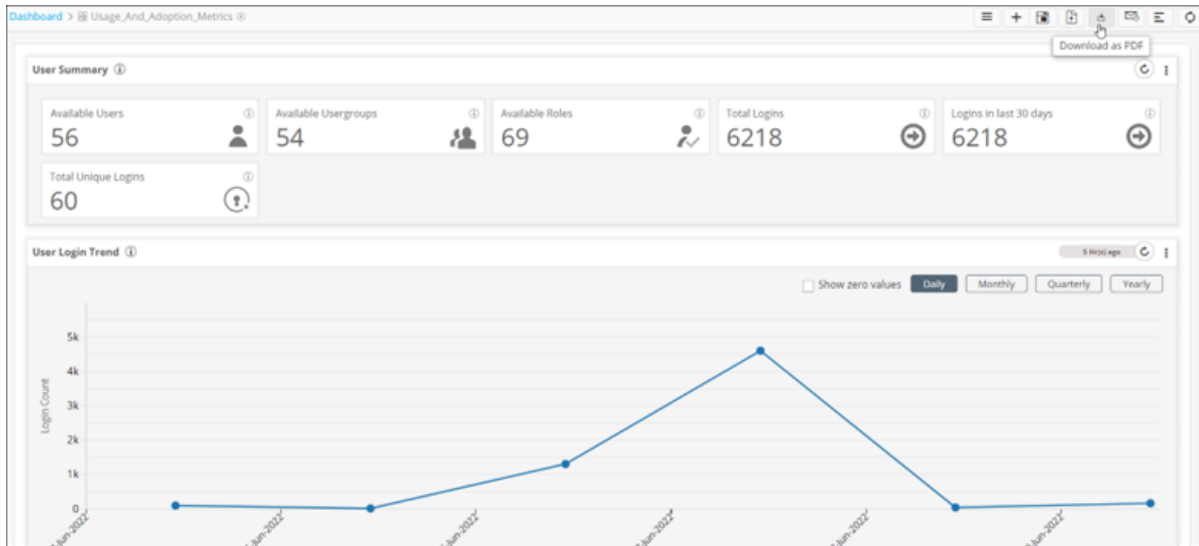 Dashboard > Usage_And_Adoption_Metrics
Download as PDF
User Summary
Available Users
56
Available Usergroups
54
Available Roles
69
Total Logins
6218
Logins in last 30 days
6218
Total Unique Logins
60
User Login Trend
5 Hr(s) ago
Show zero values Daily Monthly Quarterly Yearly
5k
4k
3k
2k
1k
0
Login Count